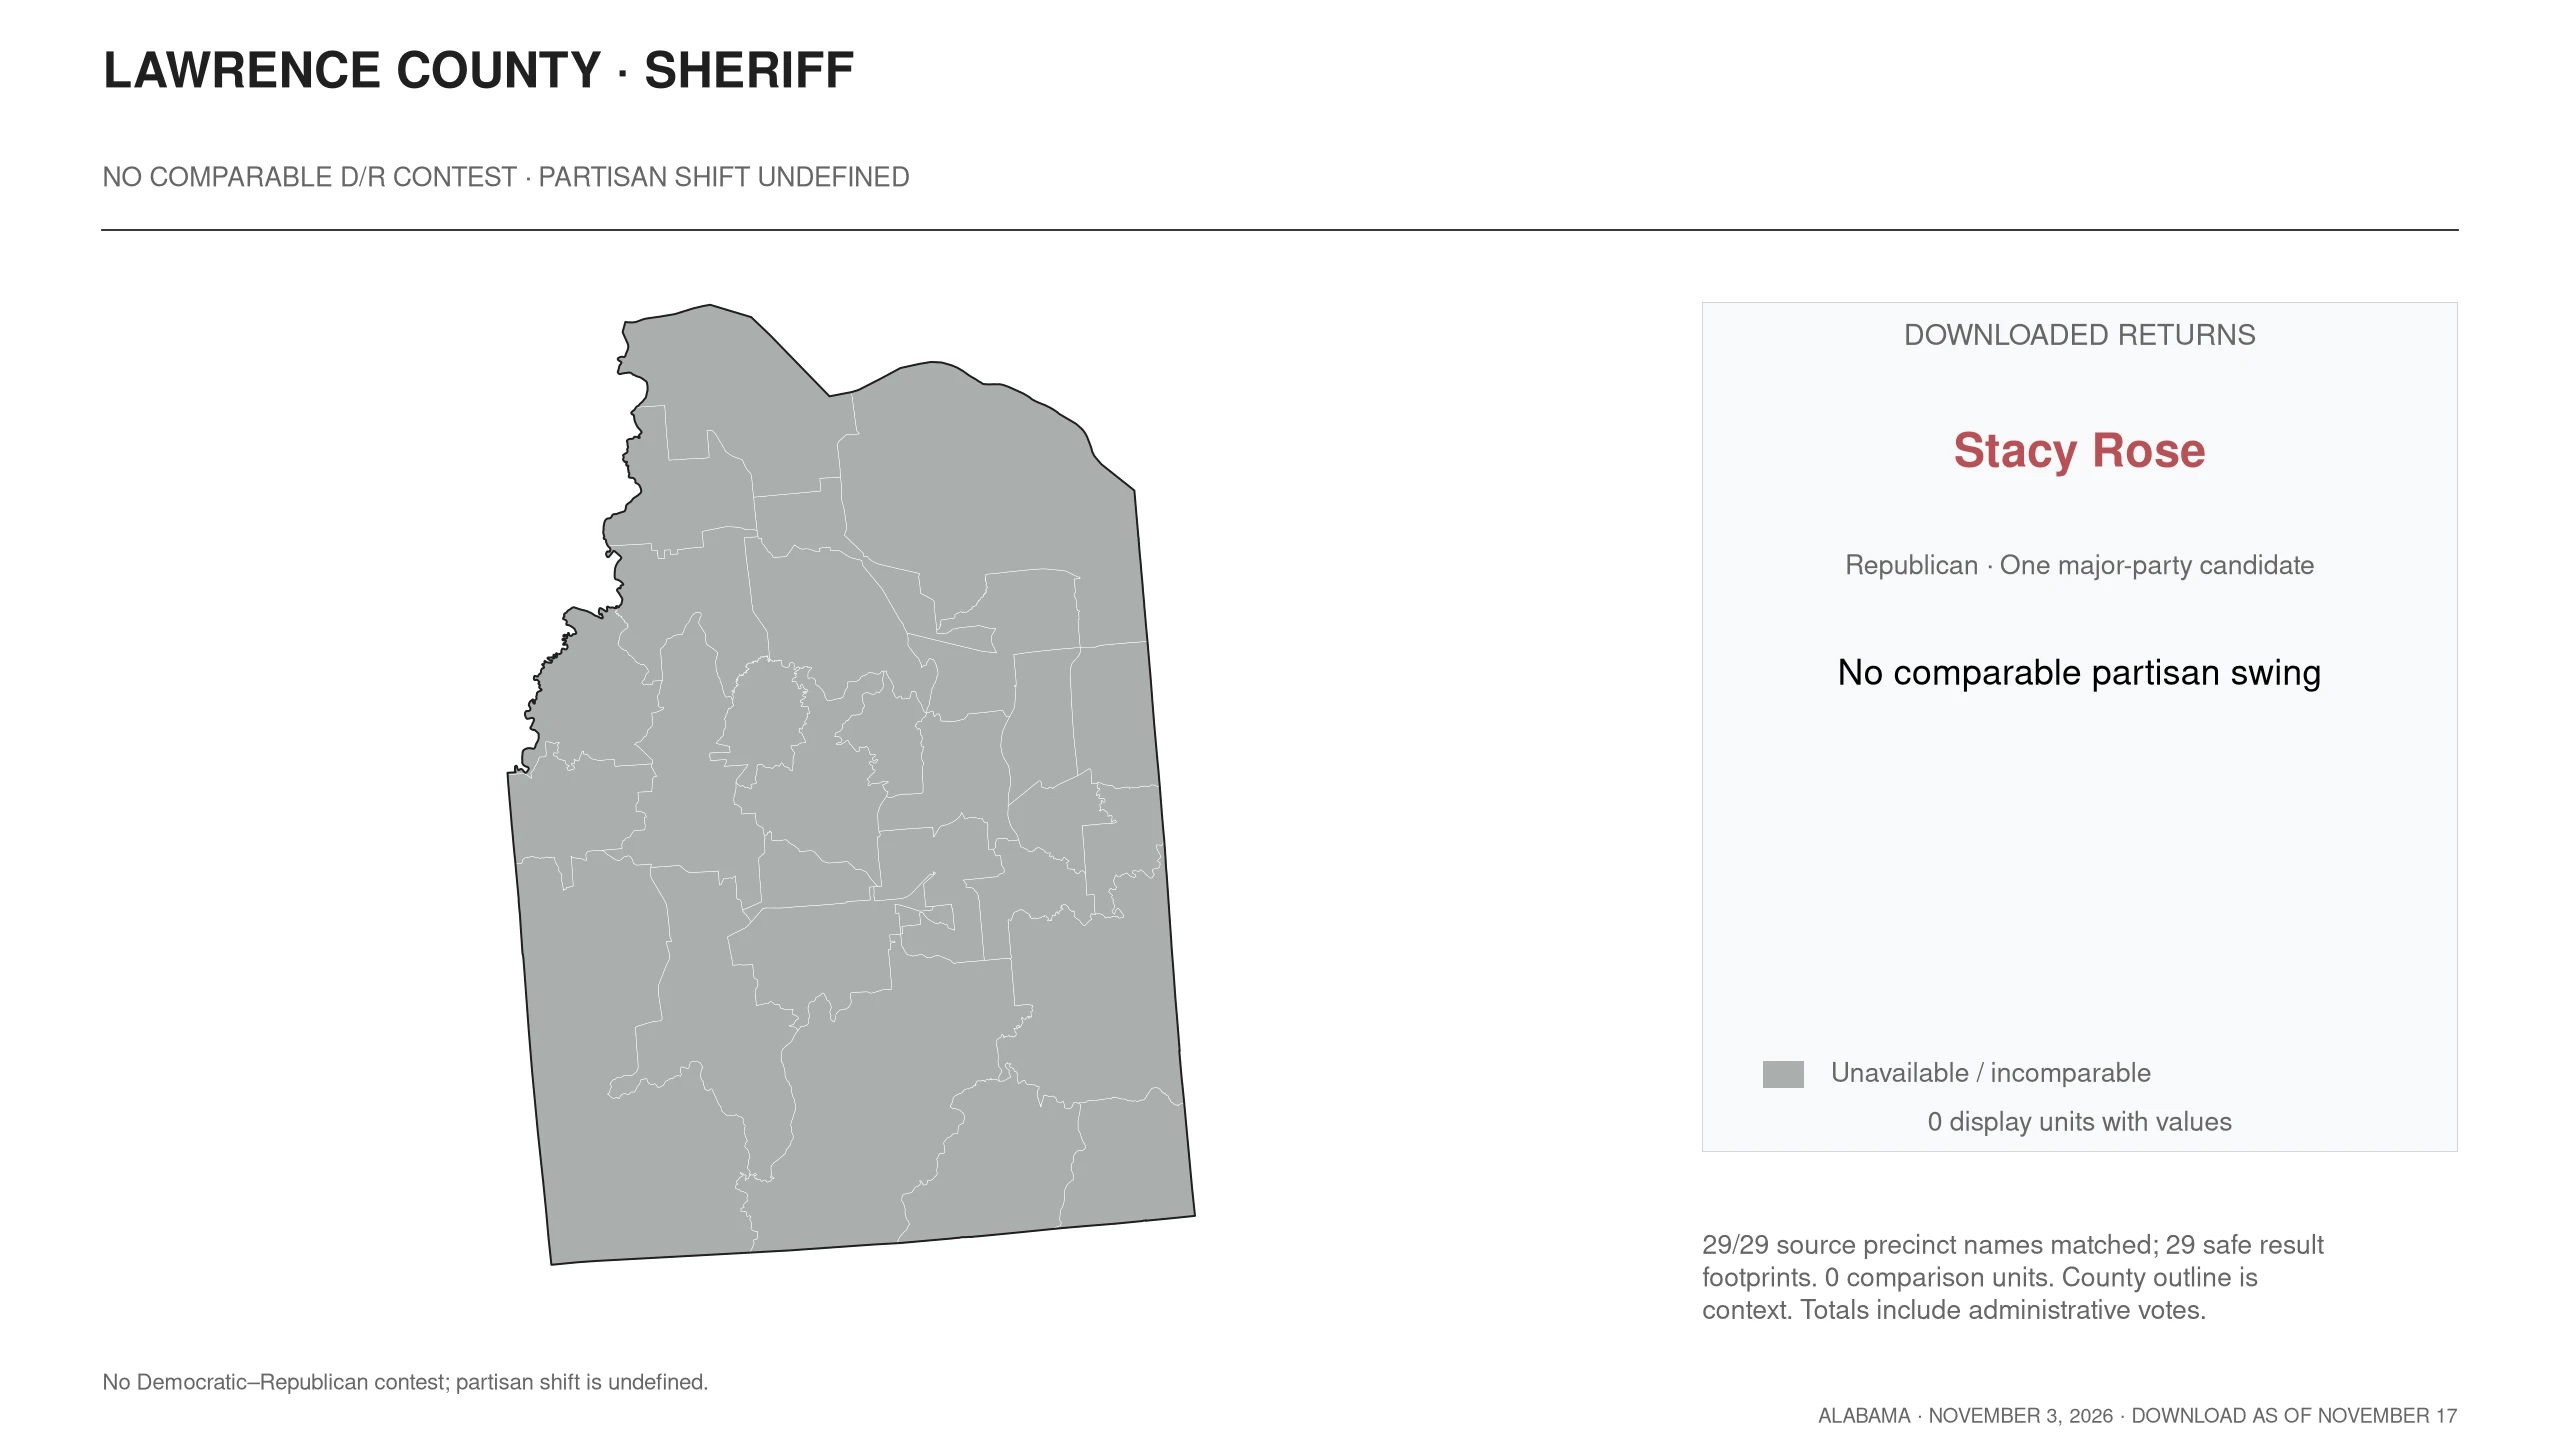 LAWRENCE COUNTY · SHERIFF
NO COMPARABLE D/R CONTEST · PARTISAN SHIFT UNDEFINED
DOWNLOADED RETURNS
Stacy Rose
Republican · One major-party candidate
No comparable partisan swing
Unavailable / incomparable
0 display units with values
29/29 source precinct names matched; 29 safe result
footprints. 0 comparison units. County outline is
context. Totals include administrative votes.
No Democratic–Republican contest; partisan shift is undefined.
ALABAMA · NOVEMBER 3, 2026 · DOWNLOAD AS OF NOVEMBER 17